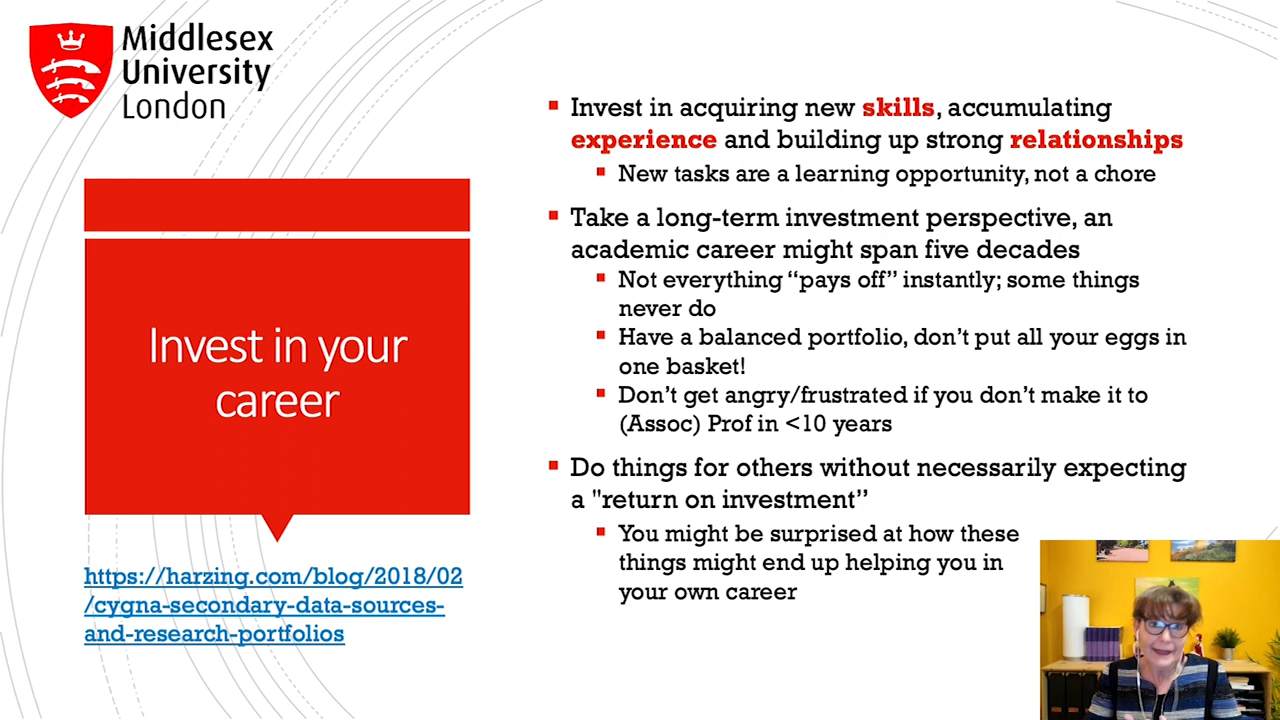 Middlesex
University
London
Invest in your
career
https://harzing.com/blog/2018/02
/cygna-secondary-data-sources-
and-research-portfolios
Invest in acquiring new skills, accumulating
experience and building up strong relationships
New tasks are a learning opportunity, not a chore
Take a long-term investment perspective, an
academic career might span five decades
Not everything “pays off” instantly; some things
never do
Have a balanced portfolio, don’t put all your eggs in
one basket!
Don’t get angry/frustrated if you don’t make it to
(Assoc) Prof in <10 years
Do things for others without necessarily expecting
a "return on investment”
You might be surprised at how these
things might end up helping you in
your own career